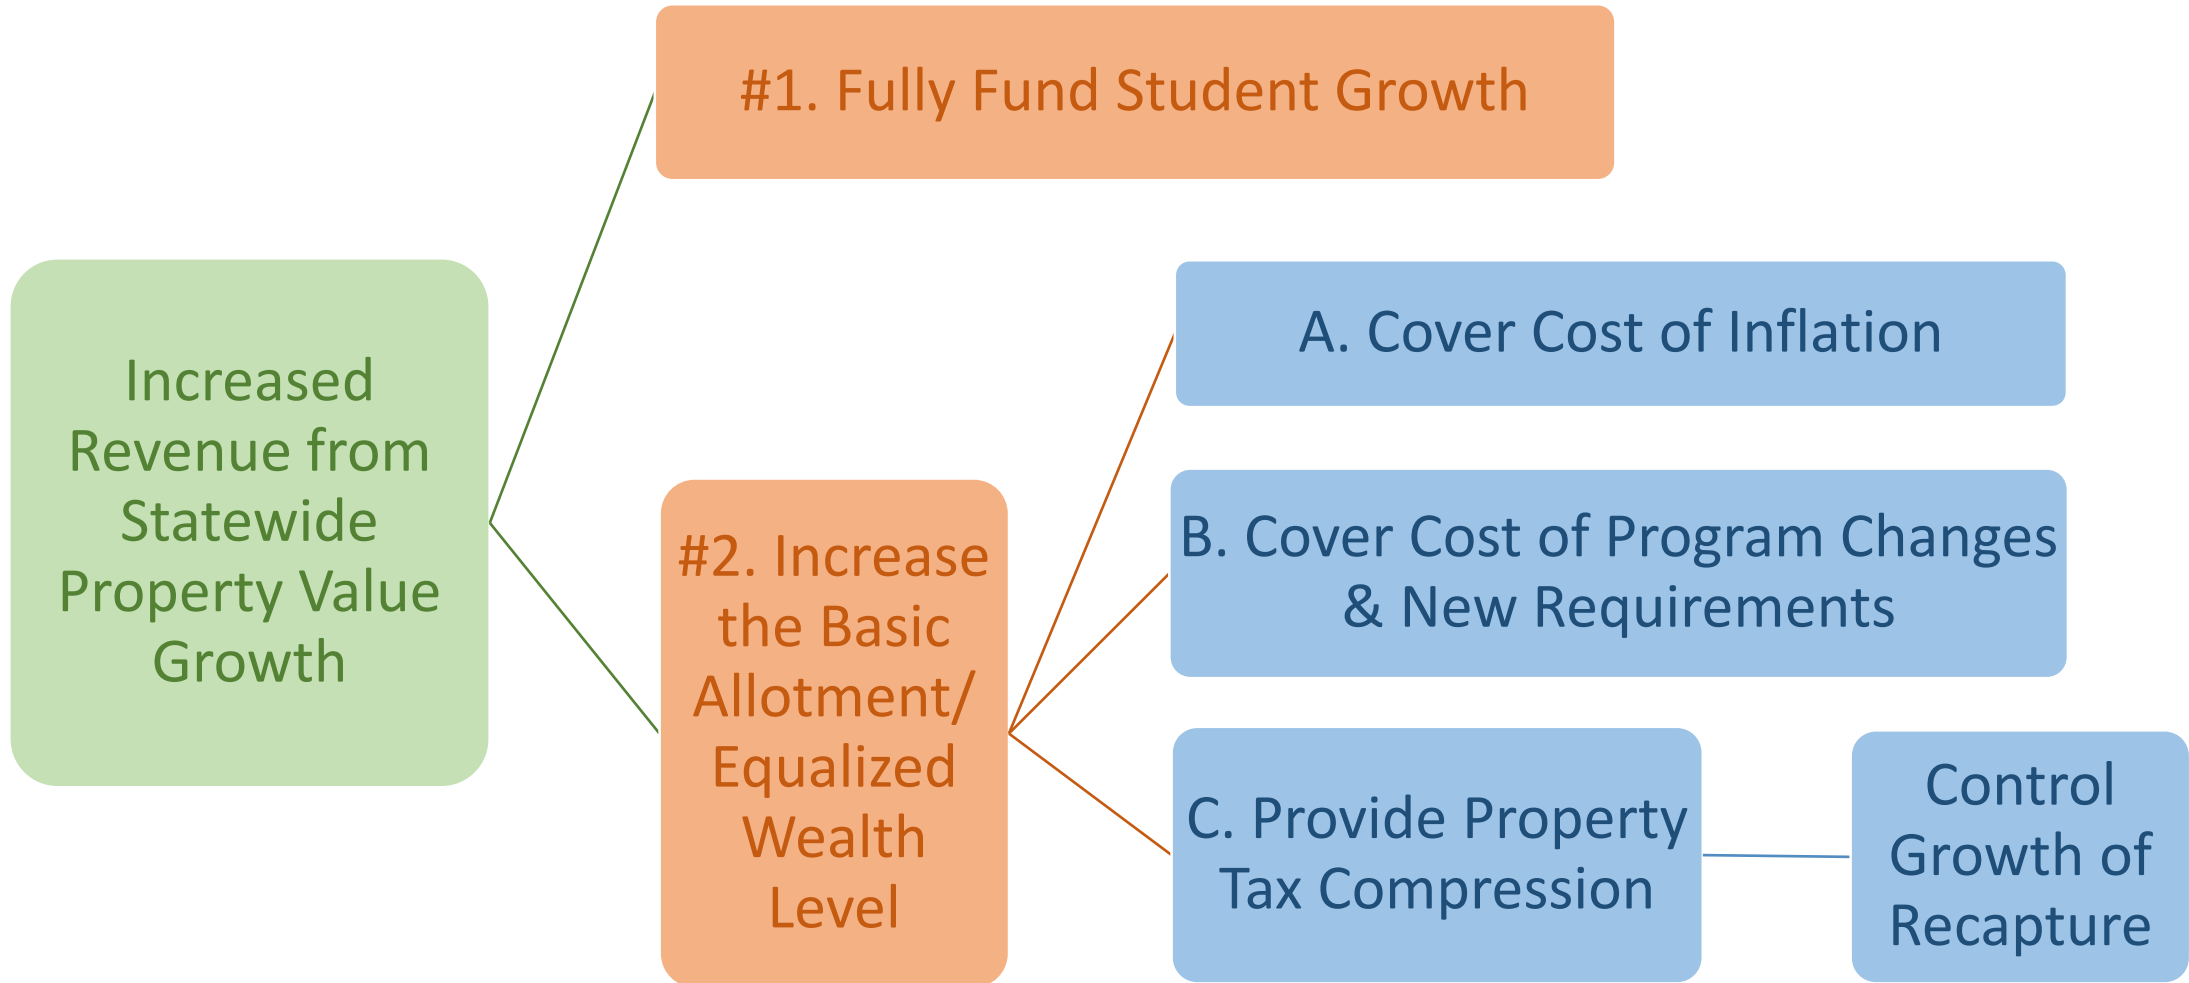 #1. Fully Fund Student Growth
Increased
Revenue from
Statewide
Property Value
Growth
#2. Increase
the Basic
Allotment/
Equalized
Wealth
Level
A. Cover Cost of Inflation
B. Cover Cost of Program Changes
& New Requirements
C. Provide Property
Tax Compression
Control
Growth of
Recapture